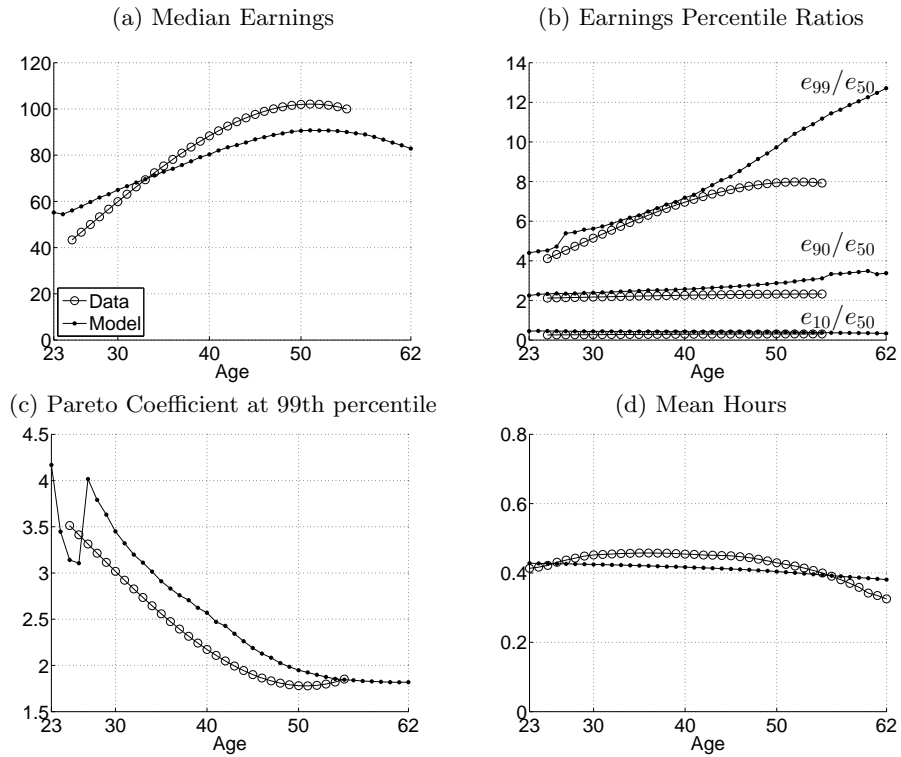 (a) Median Earnings
120
100
80
60
40
20
0
Data
Model
23 30 40 50 62
Age
(b) Earnings Percentile Ratios
14
12
10
8
6
4
2
0
e99/e50
e90/e50
e10/e50
23 30 40 50 62
Age
(c) Pareto Coefficient at 99th percentile
4.5
4
3.5
3
2.5
2
1.5
23 30 40 50 62
Age
(d) Mean Hours
0.8
0.6
0.4
0.2
0
23 30 40 50 62
Age